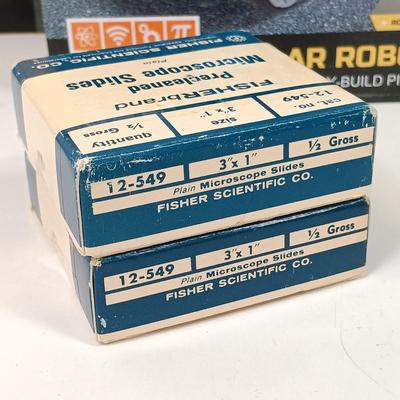 AR ROBO
Y-BUILD PI
FISHER SCIENTIFIC CO.
Plain
Microscope Slides
Precleaned
FISHERbrand
quantity
size
cat. no.
½ Gross
3"x 1"
12-549
12-549
3"x 1"
½ Gross
Plain Microscope Slides
FISHER SCIENTIFIC CO.
12-549
3"x 1"
½ Gross
Plain Microscope Slides
FISHER SCIENTIFIC CO.